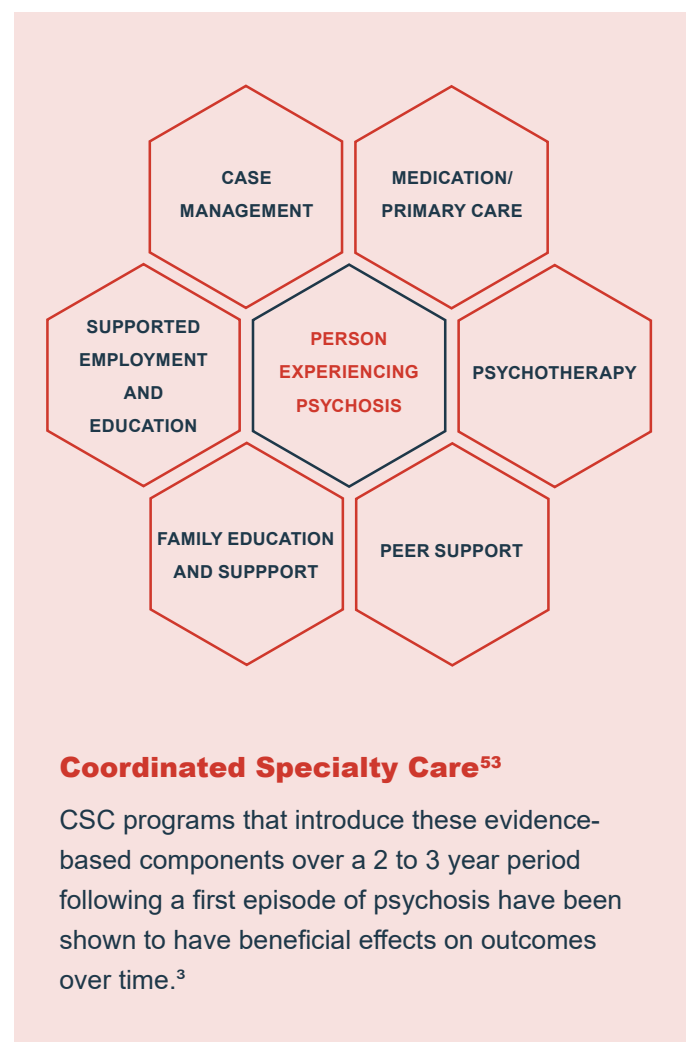 CASE
MANAGEMENT
MEDICATION/
PRIMARY CARE
SUPPORTED
EMPLOYMENT
AND
EDUCATION
PERSON
EXPERIENCING
PSYCHOSIS
PSYCHOTHERAPY
FAMILY EDUCATION
AND SUPPPORT
PEER SUPPORT
Coordinated Specialty Care⁵³
CSC programs that introduce these evidence-
based components over a 2 to 3 year period
following a first episode of psychosis have been
shown to have beneficial effects on outcomes
over time.³